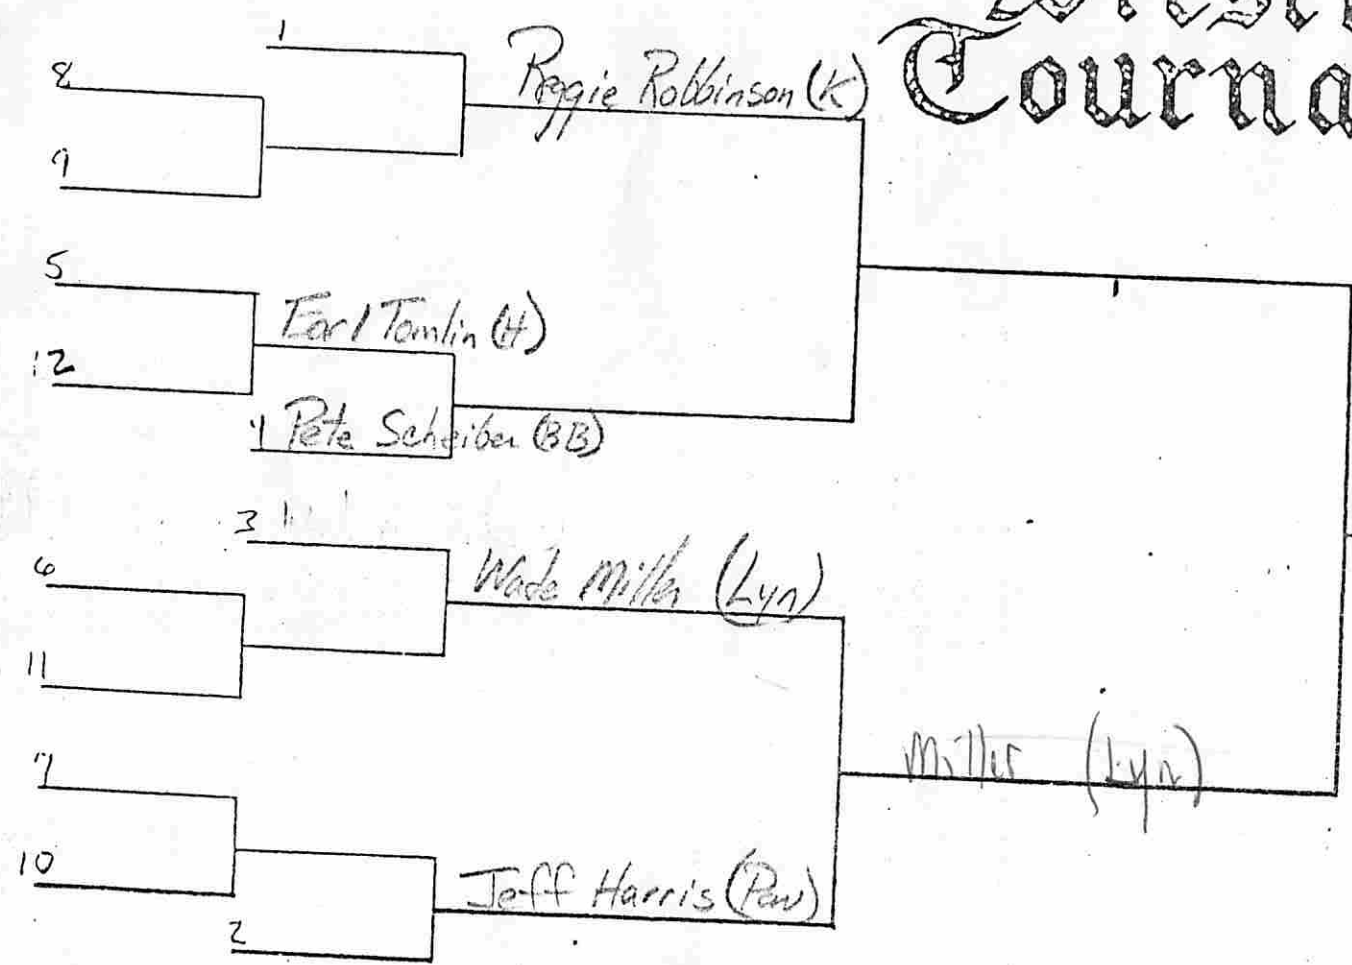 Tourna
1
8
Reggie Robbinson (K)
9
5
Earl Tomlin (H)
12
4 Pete Scheiber (BB)
3
6
Wade Miller (Lyn)
11
7
Miller (Lyn)
10
Jeff Harris (Pow)
2